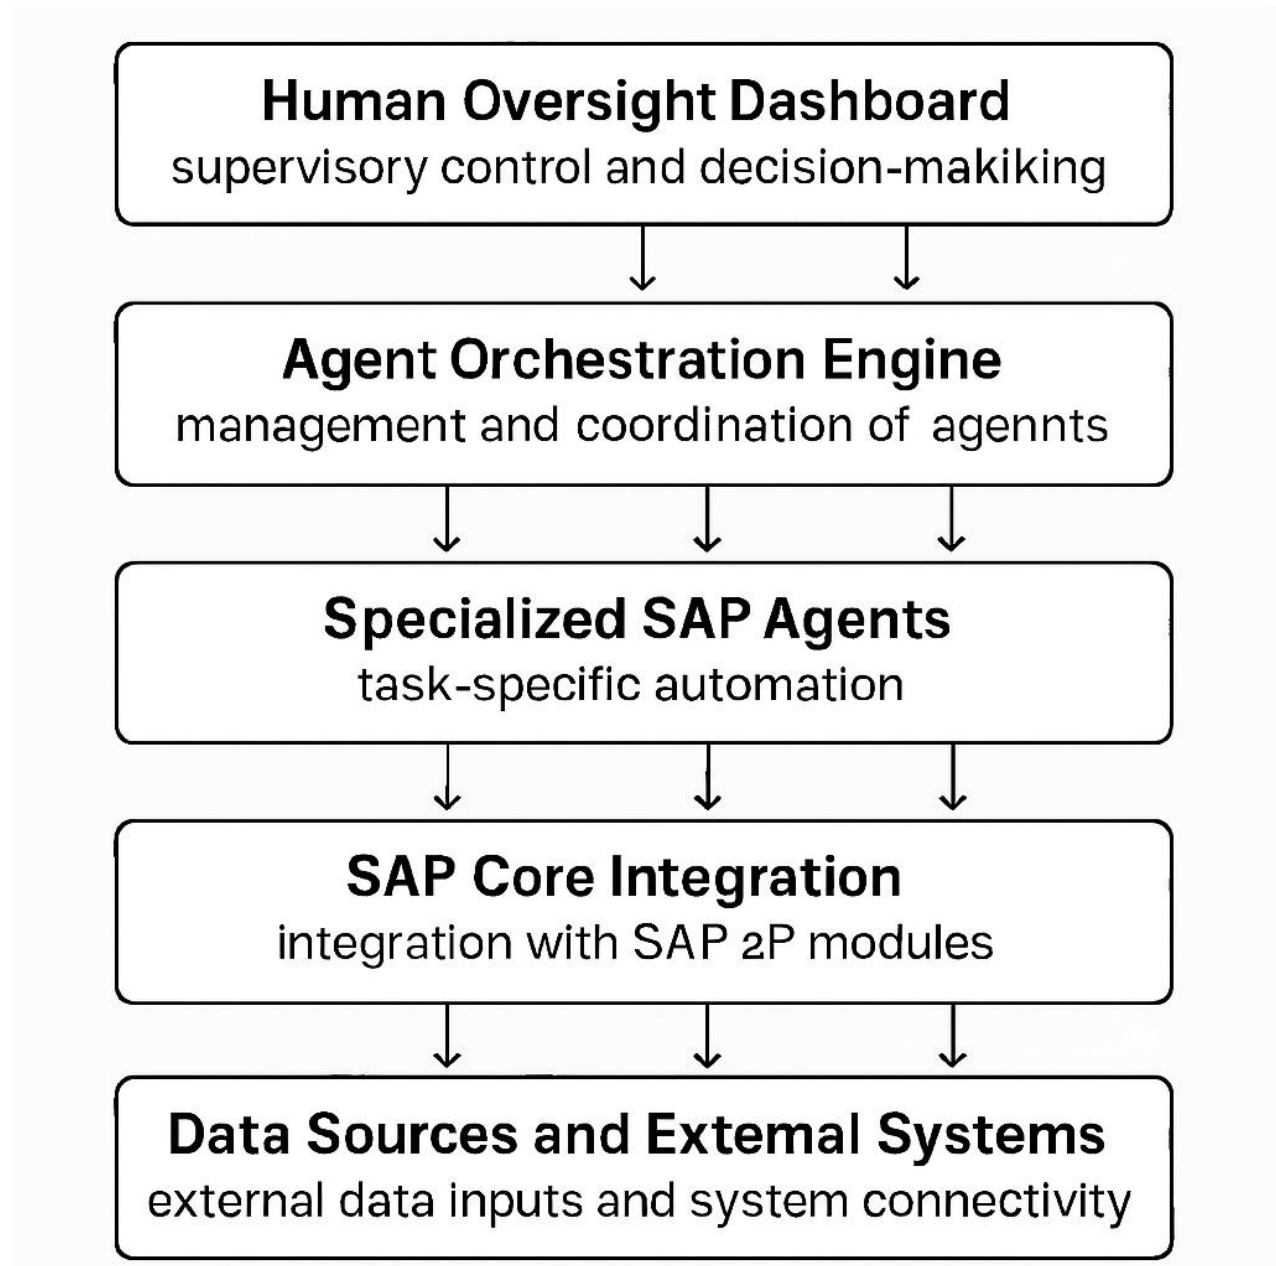 Human Oversight Dashboard
supervisory control and decision-makiking
Agent Orchestration Engine
management and coordination of agennts
Specialized SAP Agents
task-specific automation
SAP Core Integration
integration with SAP 2P modules
Data Sources and Extemal Systems
external data inputs and system connectivity